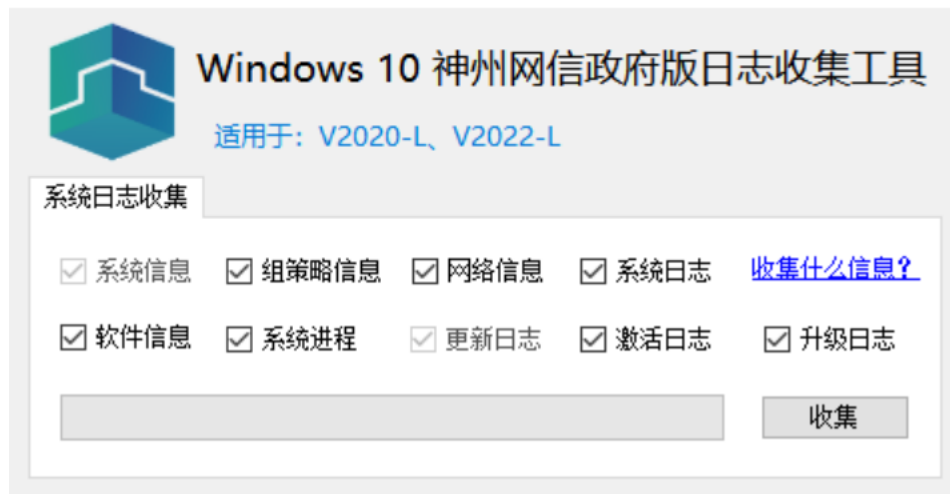 Windows 10 神州网信政府版日志收集工具
适用于：V2020-L、V2022-L
系统日志收集
系统信息 组策略信息 网络信息 系统日志 收集什么信息？
软件信息 系统进程 更新日志 激活日志 升级日志
收集